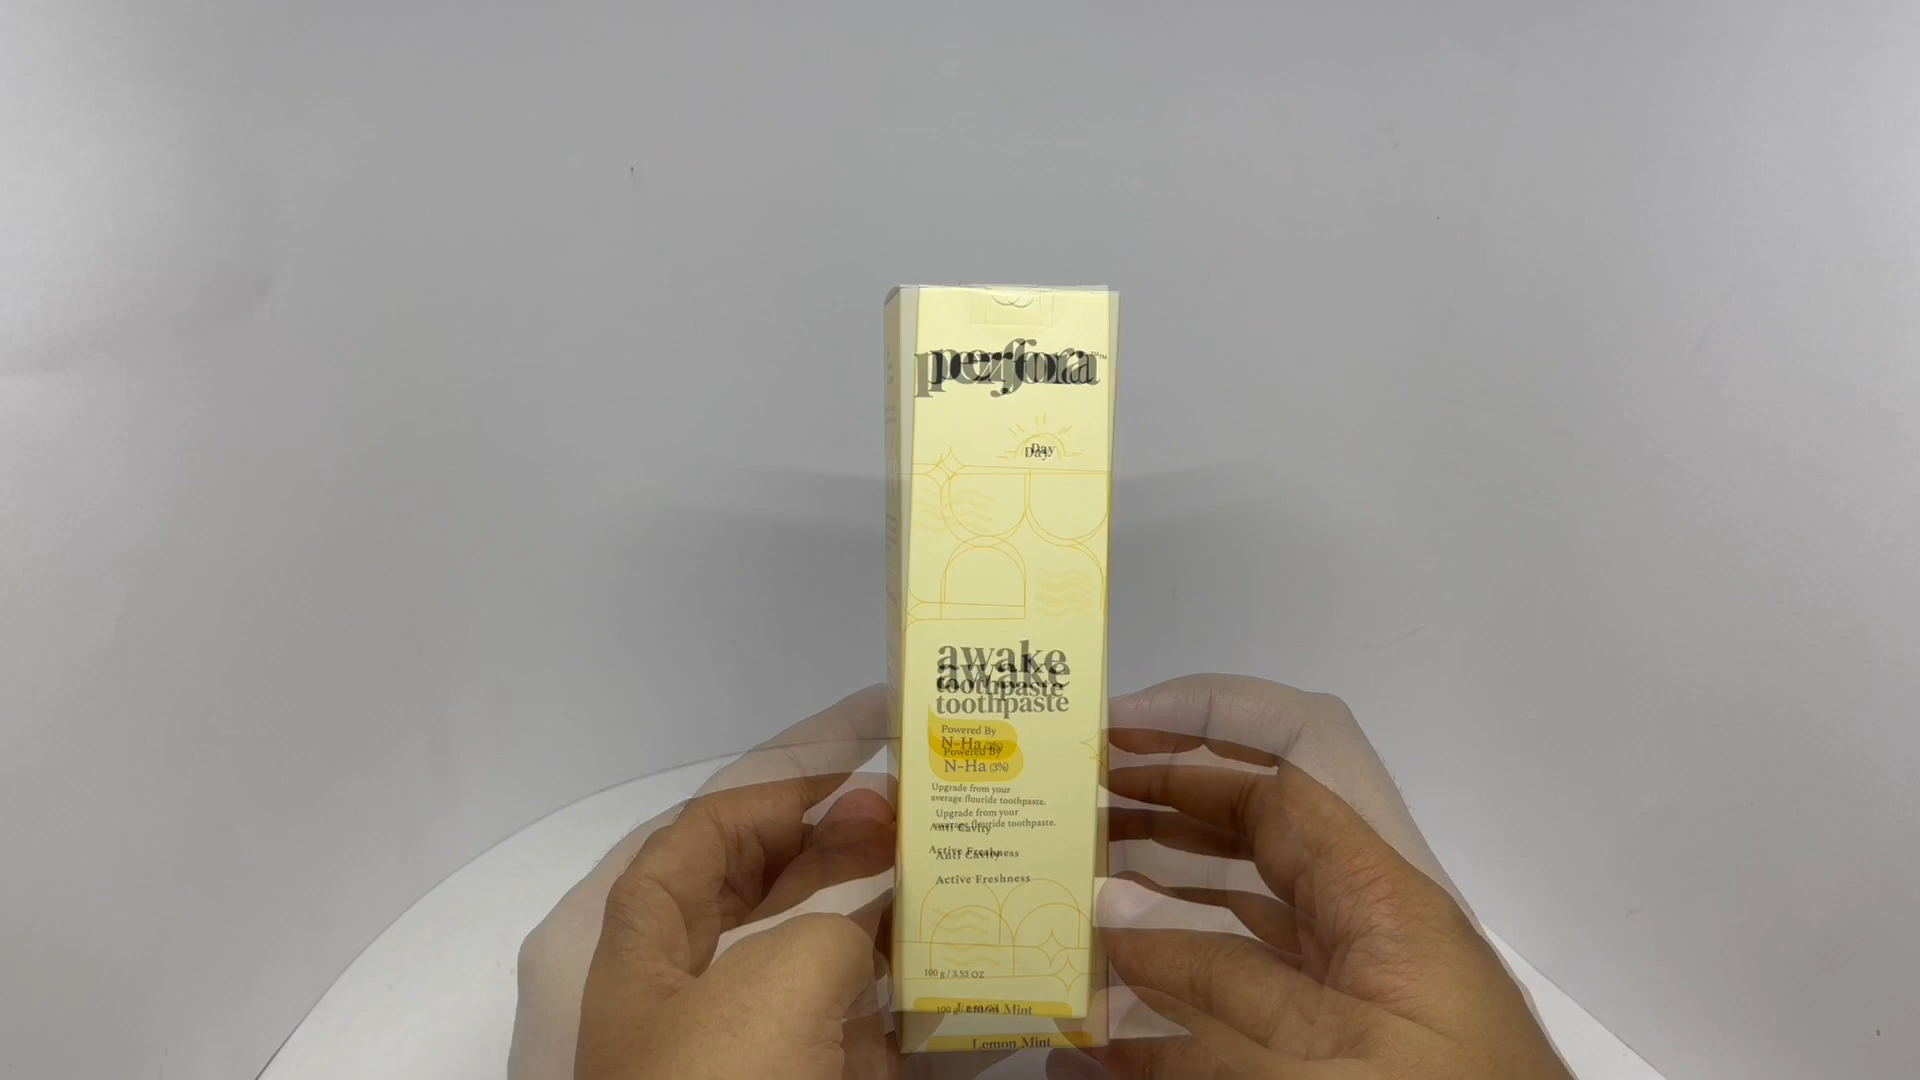 perfora™
Day
awake
toothpaste
Powered By
N-Ha (3%)
Upgrade from your
average flouride toothpaste.
Anti Cavity
Active Freshness
100 g / 3.53 OZ
Lemon Mint